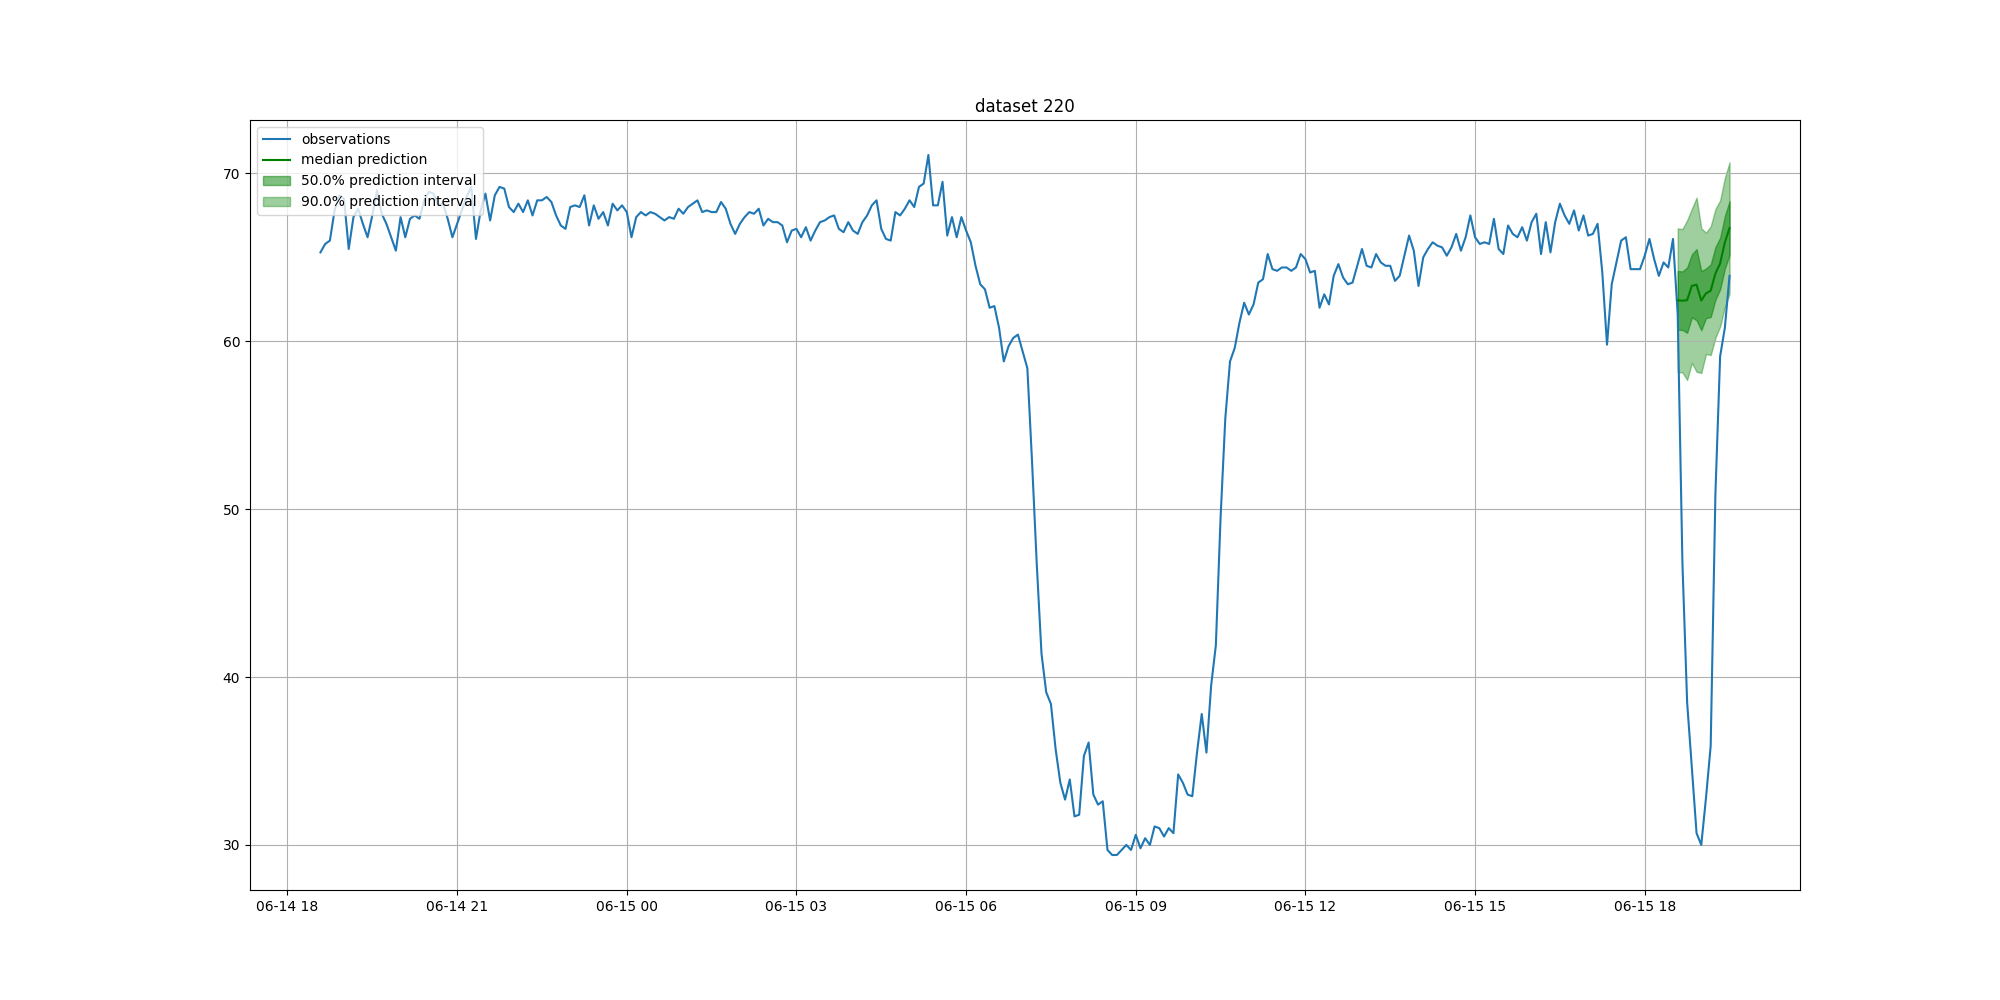 dataset 220
observations
median prediction
50.0% prediction interval
90.0% prediction interval
70
60
50
40
30
06-14 18 06-14 21 06-15 00 06-15 03 06-15 06 06-15 09 06-15 12 06-15 15 06-15 18